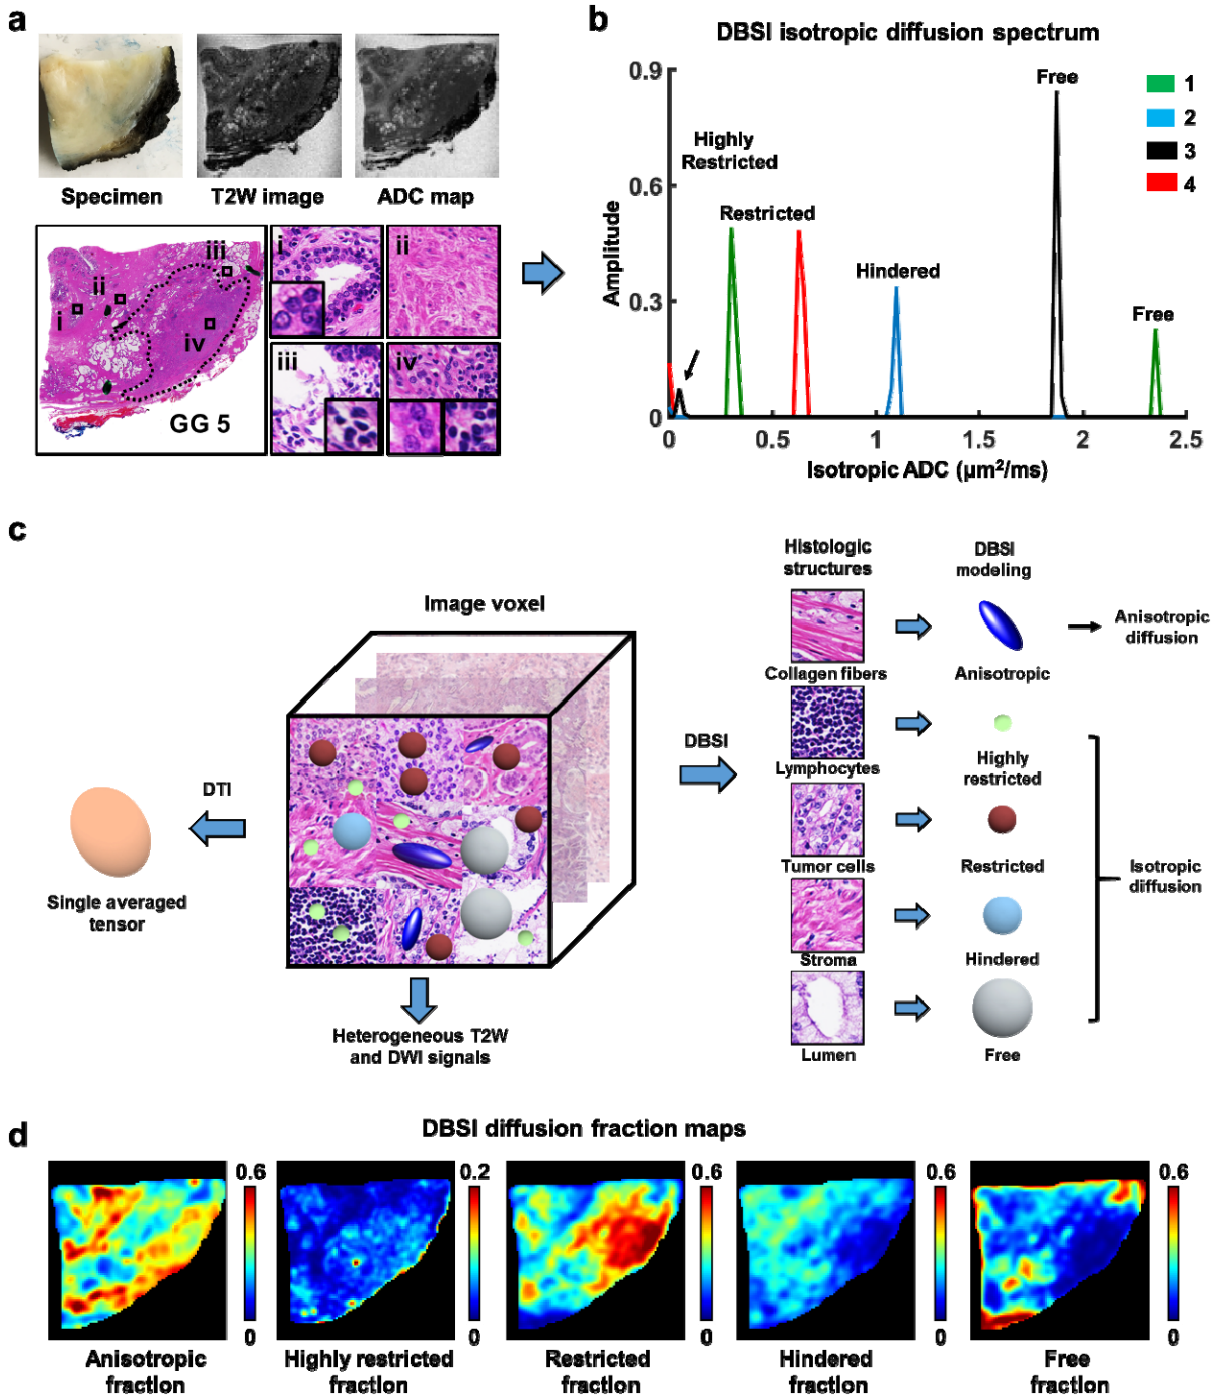 a
Specimen
T2W image
ADC map
i
ii
iii
iv
GG 5
i
ii
iii
iv
b
DBSI isotropic diffusion spectrum
Amplitude
0.9
0.6
0.3
0
0
0.5
1
1.5
2
2.5
Isotropic ADC (µm²/ms)
Highly
Restricted
Restricted
Hindered
Free
Free
1
2
3
4
c
Image voxel
DTI
Single averaged
tensor
Heterogeneous T2W
and DWI signals
DBSI
Histologic
structures
DBSI
modeling
Collagen fibers
Anisotropic
Anisotropic
diffusion
Lymphocytes
Highly
restricted
Tumor cells
Restricted
Stroma
Hindered
Lumen
Free
Isotropic
diffusion
d
DBSI diffusion fraction maps
0.6
0
Anisotropic
fraction
0.2
0
Highly restricted
fraction
0.6
0
Restricted
fraction
0.6
0
Hindered
fraction
0.6
0
Free
fraction